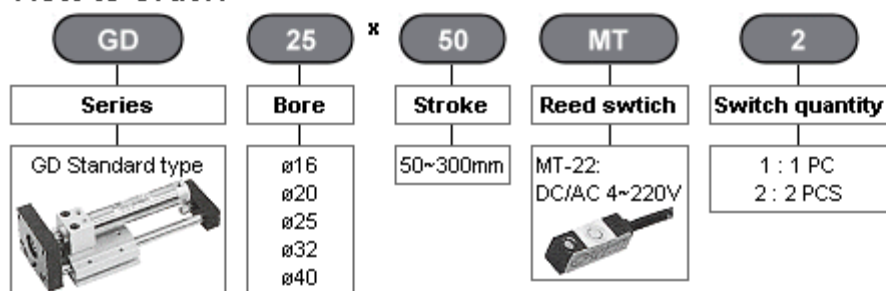 GD 25 x 50 MT 2
Series Bore Stroke Reed swtich Switch quantity
GD Standard type
ø16
ø20
ø25
ø32
ø40
50~300mm
MT-22:
DC/AC 4~220V
1 : 1 PC
2 : 2 PCS